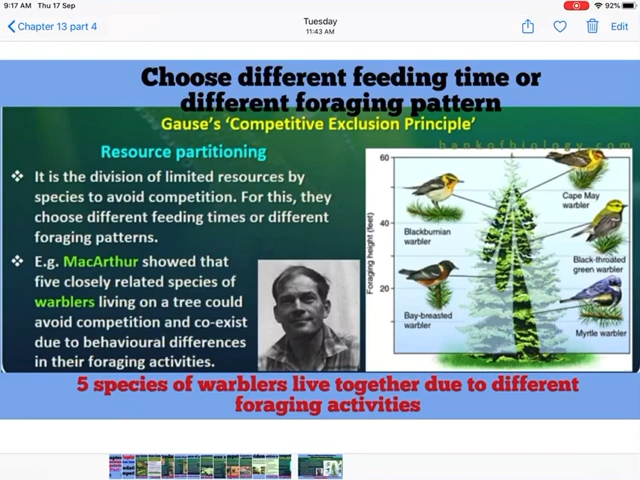 9:17 AM Thu 17 Sep
92%
Chapter 13 part 4
Tuesday
11:43 AM
Edit
Choose different feeding time or
different foraging pattern
Gause's 'Competitive Exclusion Principle'
bankofbiology.com
Resource partitioning
❖ It is the division of limited resources by
species to avoid competition. For this, they
choose different feeding times or different
foraging patterns.
❖ E.g. MacArthur showed that
five closely related species of
warblers living on a tree could
avoid competition and co-exist
due to behavioural differences
in their foraging activities.
Foraging height (feet)
60
40
20
Cape May
warbler
Blackburnian
warbler
Black-throated
green warbler
Bay-breasted
warbler
Myrtle warbler
5 species of warblers live together due to different
foraging activities